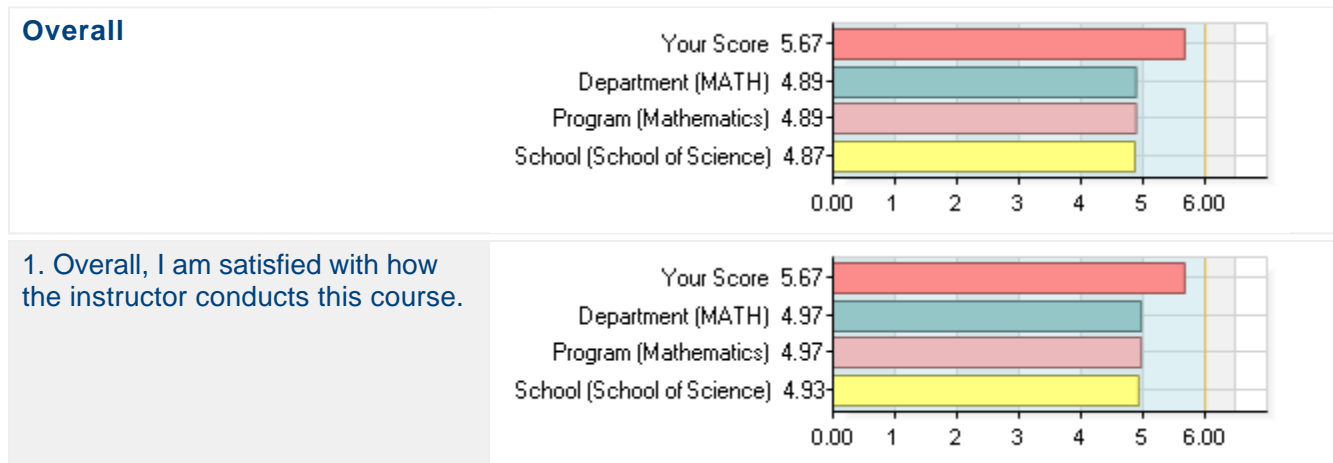 Overall
Your Score 5.67
Department (MATH) 4.89
Program (Mathematics) 4.89
School (School of Science) 4.87
0.00 1 2 3 4 5 6.00
1. Overall, I am satisfied with how
the instructor conducts this course.
Your Score 5.67
Department (MATH) 4.97
Program (Mathematics) 4.97
School (School of Science) 4.93
0.00 1 2 3 4 5 6.00